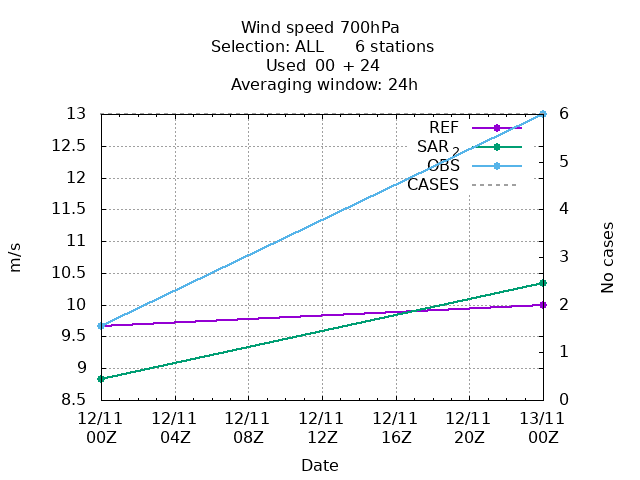 Wind speed 700hPa
Selection: ALL 6 stations
Used 00 + 24
Averaging window: 24h
13
12.5
12
11.5
11
10.5
10
9.5
9
8.5
m/s
6
5
4
3
2
1
0
No cases
REF
SAR 2
OBS
CASES
12/11 12/11 12/11 12/11 12/11 12/11 13/11
00Z 04Z 08Z 12Z 16Z 20Z 00Z
Date